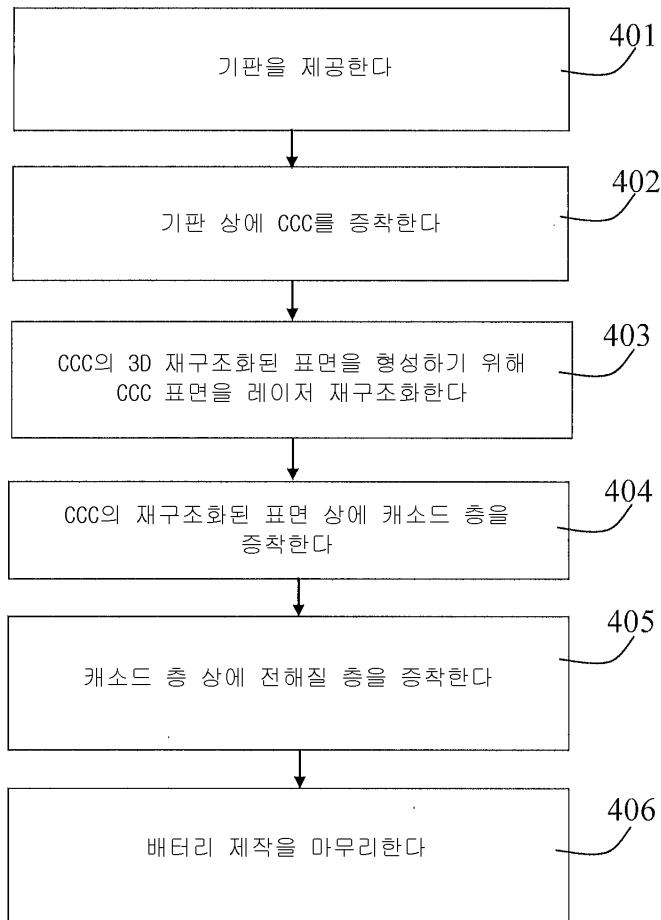 기판을 제공한다
401
기판 상에 CCC를 증착한다
402
CCC의 3D 재구조화된 표면을 형성하기 위해
CCC 표면을 레이저 재구조화한다
403
CCC의 재구조화된 표면 상에 캐소드 층을
증착한다
404
캐소드 층 상에 전해질 층을 증착한다
405
배터리 제작을 마무리한다
406